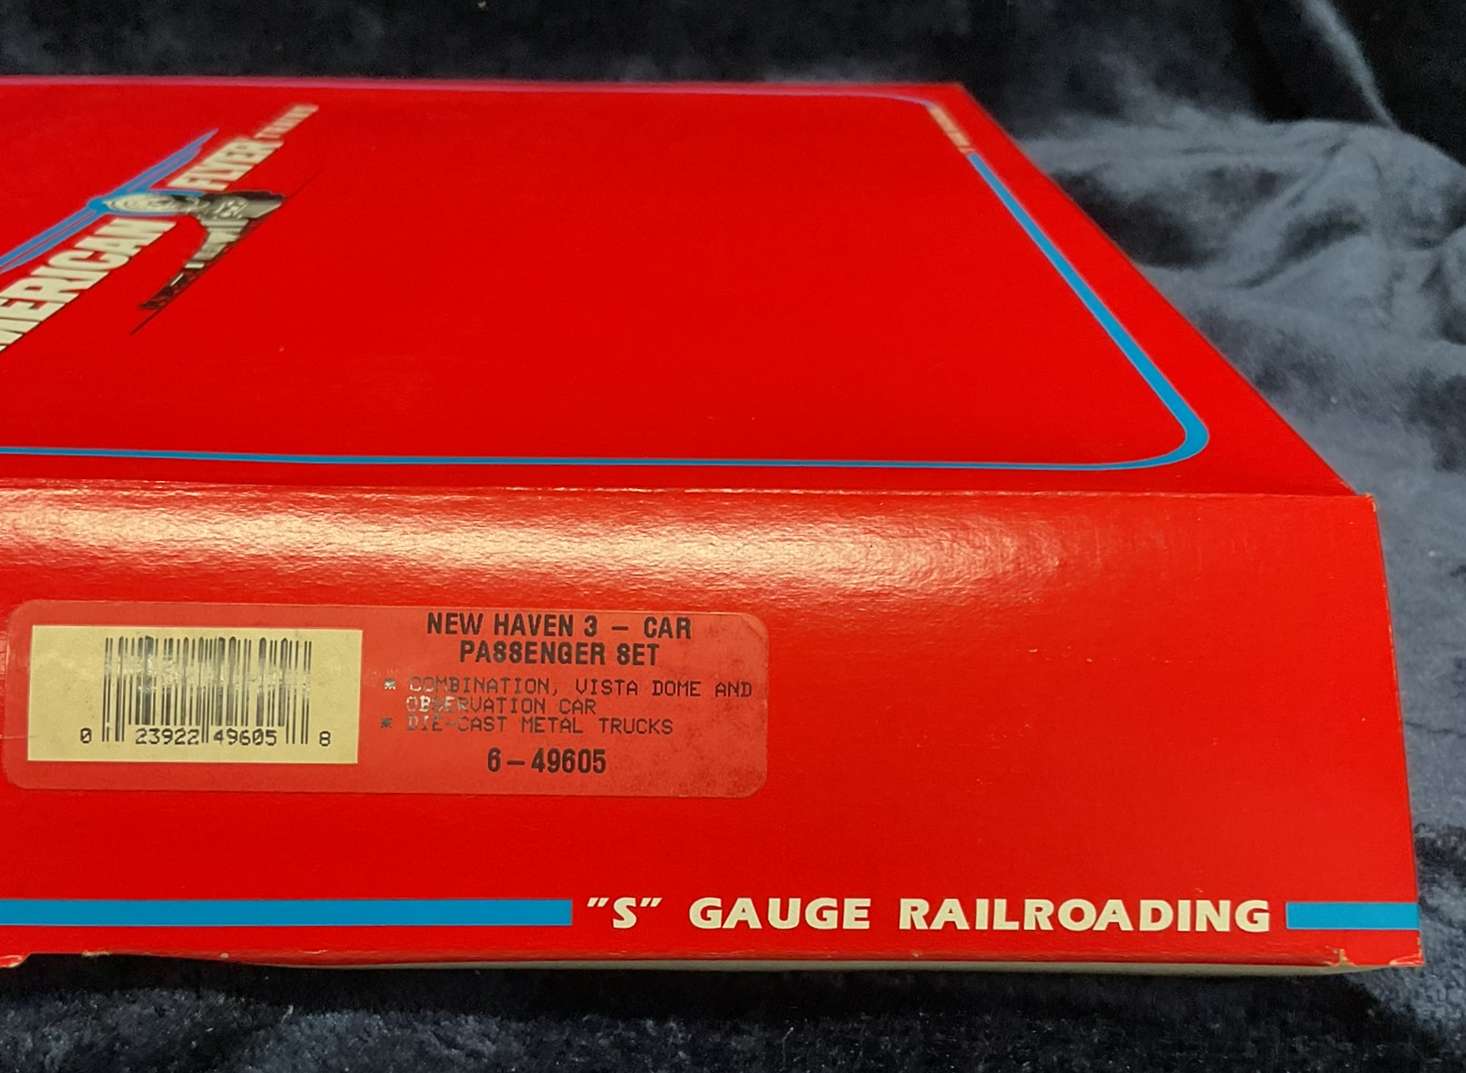 MERICAN FLYER
NEW HAVEN 3 – CAR
PASSENGER SET
* COMBINATION, VISTA DOME AND
OBSERVATION CAR
* DIE-CAST METAL TRUCKS
6–49605
0 23922 49605 8
"S" GAUGE RAILROADING